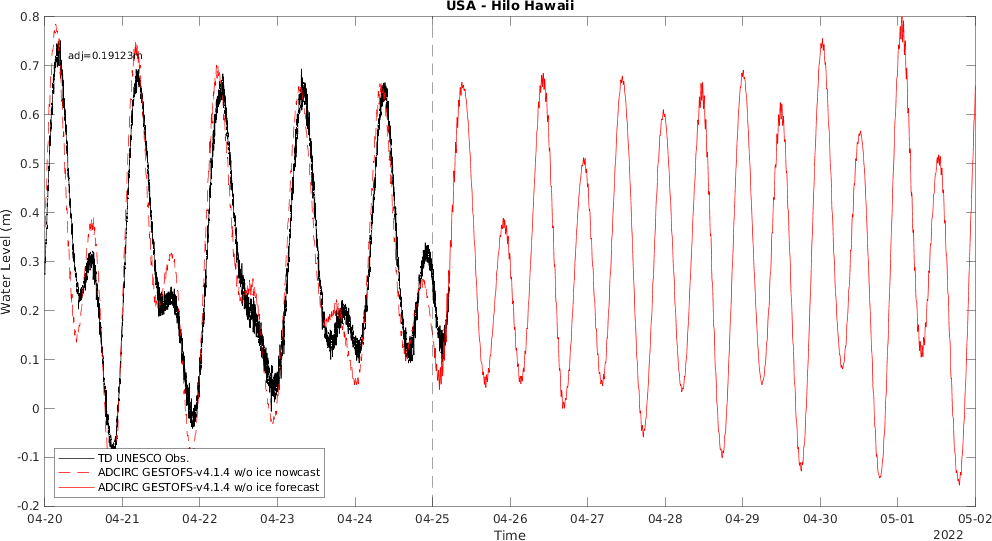 USA - Hilo Hawaii
adj=0.19123m
Water Level (m)
0.8
0.7
0.6
0.5
0.4
0.3
0.2
0.1
0
-0.1
-0.2
TD UNESCO Obs.
ADCIRC GESTOFS-v4.1.4 w/o ice nowcast
ADCIRC GESTOFS-v4.1.4 w/o ice forecast
04-20 04-21 04-22 04-23 04-24 04-25 04-26 04-27 04-28 04-29 04-30 05-01 05-02
Time
2022